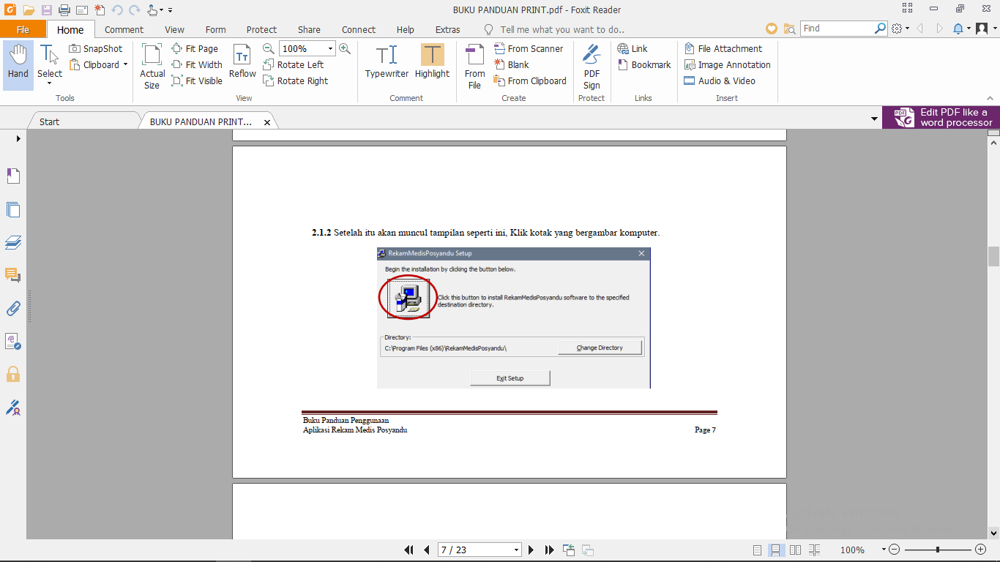 BUKU PANDUAN PRINT.pdf - Foxit Reader
File Home Comment View Form Protect Share Connect Help Extras Tell me what you want to do.. Find
Hand
Select
SnapShot
Clipboard
Tools
Actual Size
Fit Page
Fit Width
Fit Visible
Reflow
100%
Rotate Left
Rotate Right
View
Typewriter
Highlight
Comment
From File
From Scanner
Blank
From Clipboard
Create
PDF Sign
Protect
Link
Bookmark
Links
File Attachment
Image Annotation
Audio & Video
Insert
Start
BUKU PANDUAN PRINT...
PDF
Edit PDF like a
word processor
2.1.2 Setelah itu akan muncul tampilan seperti ini, Klik kotak yang bergambar komputer.
RekamMedisPosyandu Setup
Begin the installation by clicking the button below.
Click this button to install RekamMedisPosyandu software to the specified
destination directory.
Directory:
C:\Program Files (x86)\RekamMedisPosyandu\
Change Directory
Exit Setup
Buku Panduan Penggunaan
Aplikasi Rekam Medis Posyandu Page 7
7 / 23
100%